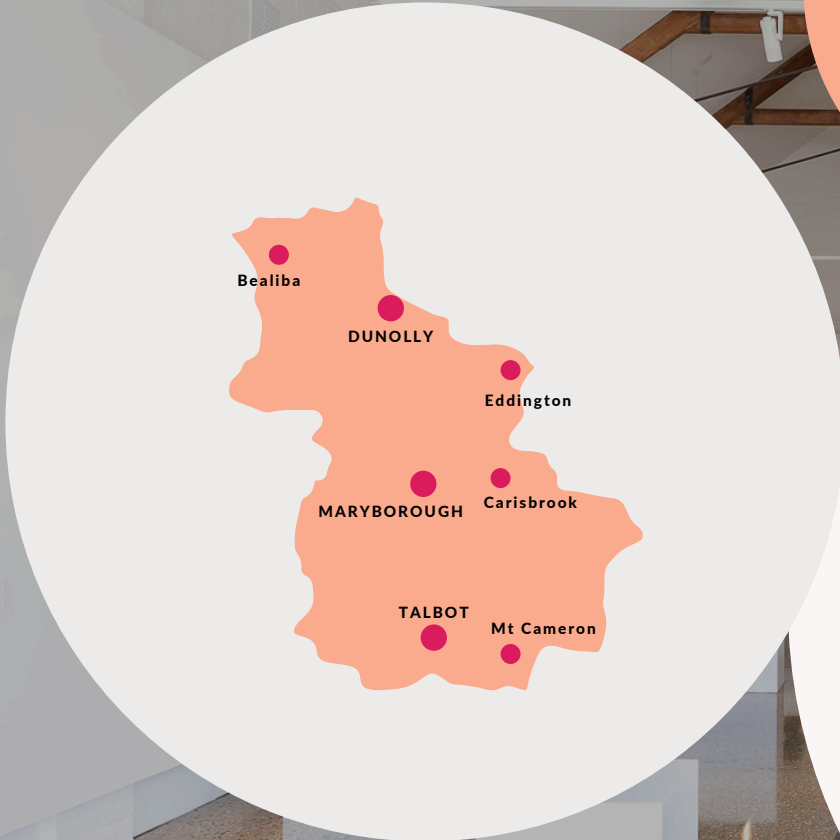 Bealiba
DUNOLLY
Eddington
MARYBOROUGH
Carisbrook
TALBOT
Mt Cameron